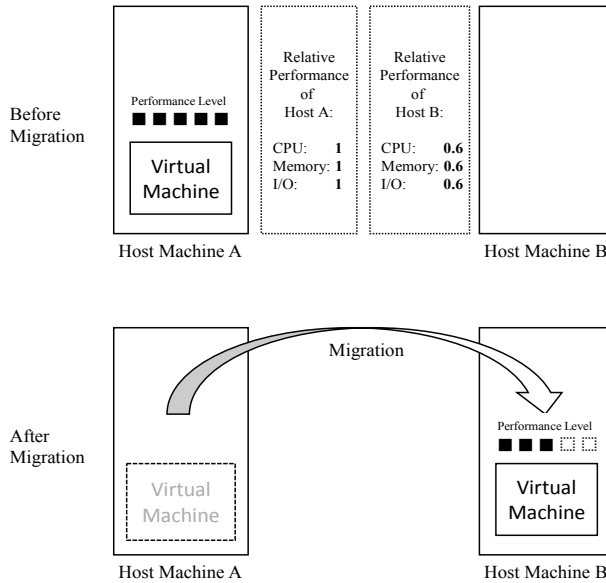 Before
Migration
Performance Level
Virtual
Machine
Host Machine A
Relative
Performance
of
Host A:
CPU: 1
Memory: 1
I/O: 1
Relative
Performance
of
Host B:
CPU: 0.6
Memory: 0.6
I/O: 0.6
Host Machine B
After
Migration
Migration
Virtual
Machine
Host Machine A
Performance Level
Virtual
Machine
Host Machine B